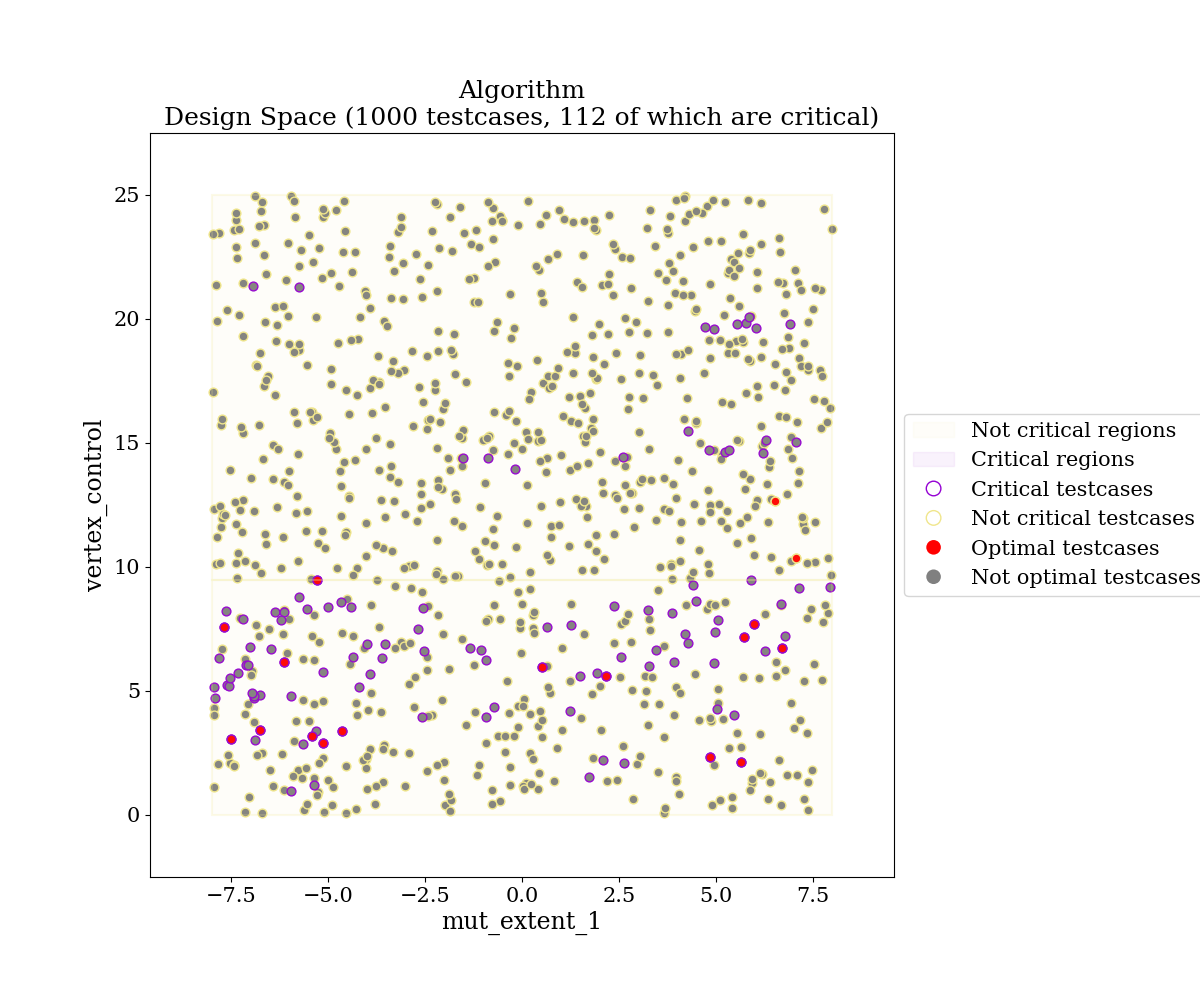 Algorithm
Design Space (1000 testcases, 112 of which are critical)
25
20
15
10
5
0
vertex_control
−7.5 −5.0 −2.5 0.0 2.5 5.0 7.5
mut_extent_1
Not critical regions
Critical regions
Critical testcases
Not critical testcases
Optimal testcases
Not optimal testcases